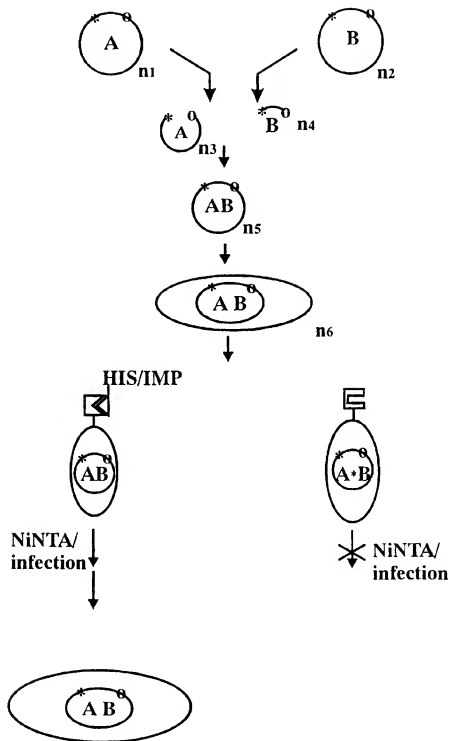 * o
A
n1
* o
B
n2
* o
A
n3
* o
B
n4
* o
AB
n5
* o
A B
n6
HIS/IMP
* o
AB
* o
A*B
NiNTA/
infection
NiNTA/
infection
* o
A B